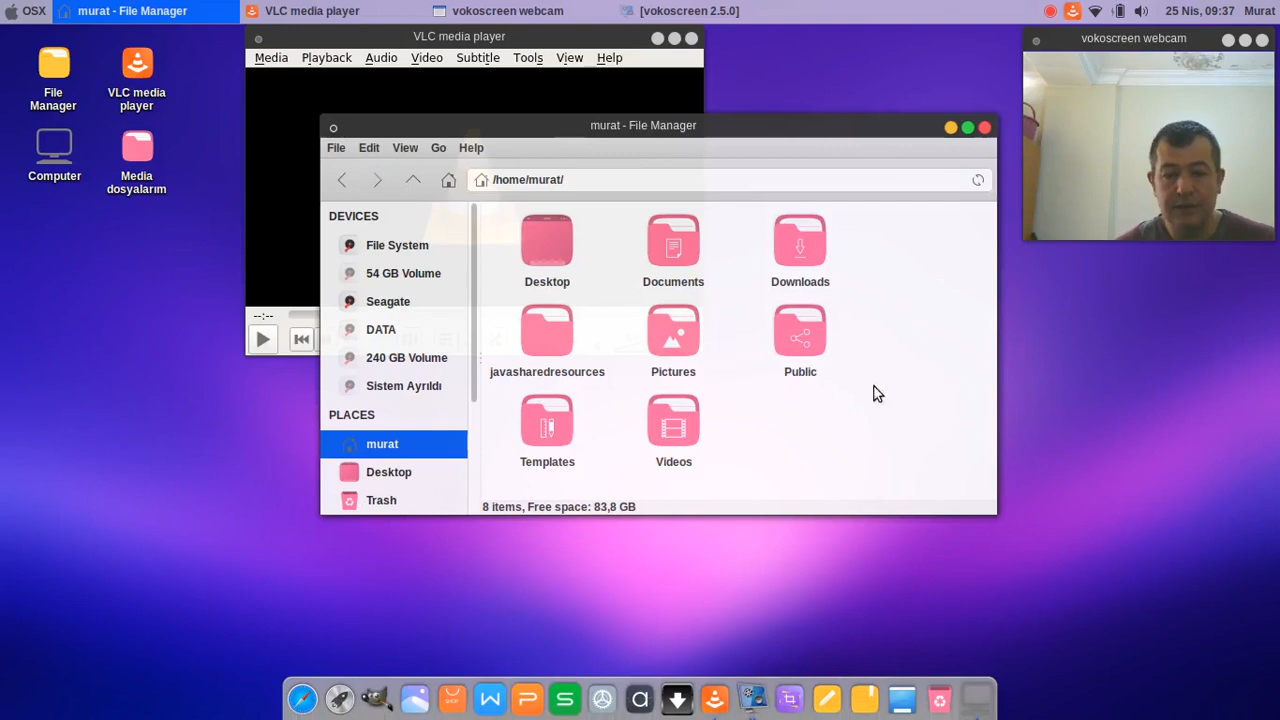 OSX
murat - File Manager
VLC media player
vokoscreen webcam
[vokoscreen 2.5.0]
25 Nis, 09:37
Murat
File
Manager
VLC media
player
Computer
Media
dosyalarım
VLC media player
Media Playback Audio Video Subtitle Tools View Help
--:--
vokoscreen webcam
murat - File Manager
File Edit View Go Help
/home/murat/
DEVICES
File System
54 GB Volume
Seagate
DATA
240 GB Volume
Sistem Ayrıldı
PLACES
murat
Desktop
Trash
Desktop
Documents
Downloads
javasharedresources
Pictures
Public
Templates
Videos
8 items, Free space: 83,8 GB